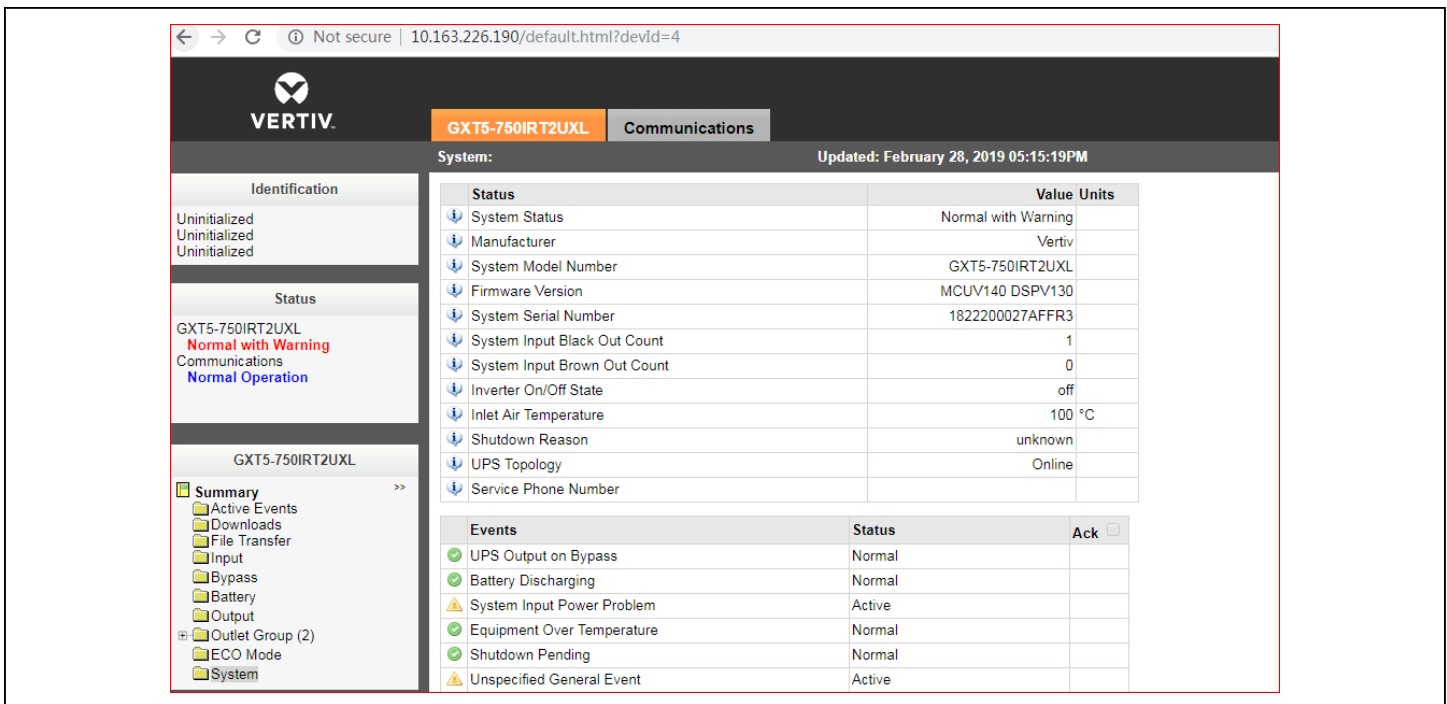 Not secure | 10.163.226.190/default.html?devId=4
VERTIV.
GXT5-750IRT2UXL Communications
System: Updated: February 28, 2019 05:15:19PM
Identification
Uninitialized
Uninitialized
Uninitialized
Status
GXT5-750IRT2UXL
Normal with Warning
Communications
Normal Operation
GXT5-750IRT2UXL
Summary >>
Active Events
Downloads
File Transfer
Input
Bypass
Battery
Output
Outlet Group (2)
ECO Mode
System
Status Value Units
System Status Normal with Warning
Manufacturer Vertiv
System Model Number GXT5-750IRT2UXL
Firmware Version MCUV140 DSPV130
System Serial Number 1822200027AFFR3
System Input Black Out Count 1
System Input Brown Out Count 0
Inverter On/Off State off
Inlet Air Temperature 100 °C
Shutdown Reason unknown
UPS Topology Online
Service Phone Number
Events Status Ack
UPS Output on Bypass Normal
Battery Discharging Normal
System Input Power Problem Active
Equipment Over Temperature Normal
Shutdown Pending Normal
Unspecified General Event Active